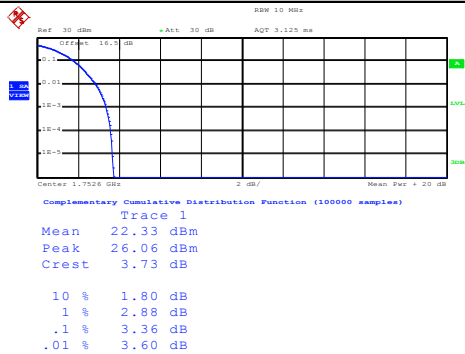 RBW 10 MHz
Ref 30 dBm Att 30 dB AQT 3.125 ms
Offset 16.5 dB
0.1
0.01
1E-3
1E-4
1E-5
1 SA
VIEW
A
LVL
3DB
Center 1.7526 GHz 2 dB/ Mean Pwr + 20 dB
Complementary Cumulative Distribution Function (100000 samples)
Trace 1
Mean 22.33 dBm
Peak 26.06 dBm
Crest 3.73 dB
10 % 1.80 dB
1 % 2.88 dB
.1 % 3.36 dB
.01 % 3.60 dB